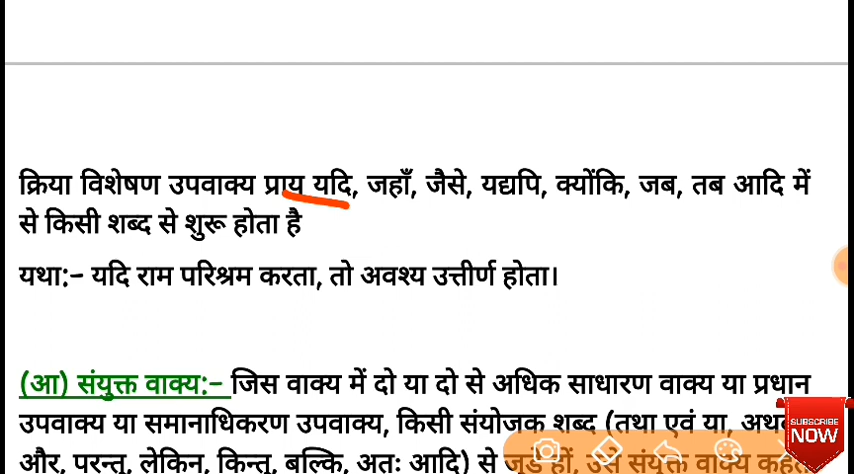 क्रिया विशेषण उपवाक्य प्राय यदि, जहाँ, जैसे, यद्यपि, क्योंकि, जब, तब आदि में
से किसी शब्द से शुरू होता है
यथा:- यदि राम परिश्रम करता, तो अवश्य उत्तीर्ण होता।
(आ) संयुक्त वाक्य:- जिस वाक्य में दो या दो से अधिक साधारण वाक्य या प्रधान
उपवाक्य या समानाधिकरण उपवाक्य, किसी संयोजक शब्द (तथा एवं या,
SUBSCRIBE
NOW
और, परन्तु, लेकिन, किन्तु, बल्कि, अतः आदि) से जुड़े हों, उसे संयुक्त वाक्य कहते